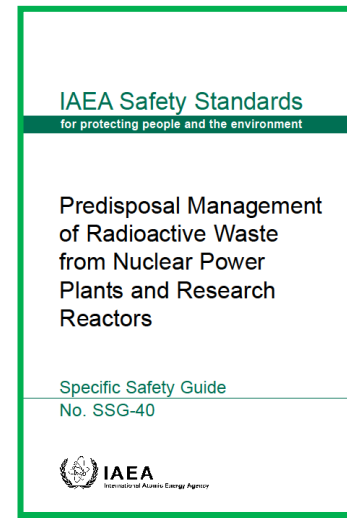 IAEA Safety Standards
for protecting people and the environment
Predisposal Management
of Radioactive Waste
from Nuclear Power
Plants and Research
Reactors
Specific Safety Guide
No. SSG-40
IAEA
International Atomic Energy Agency